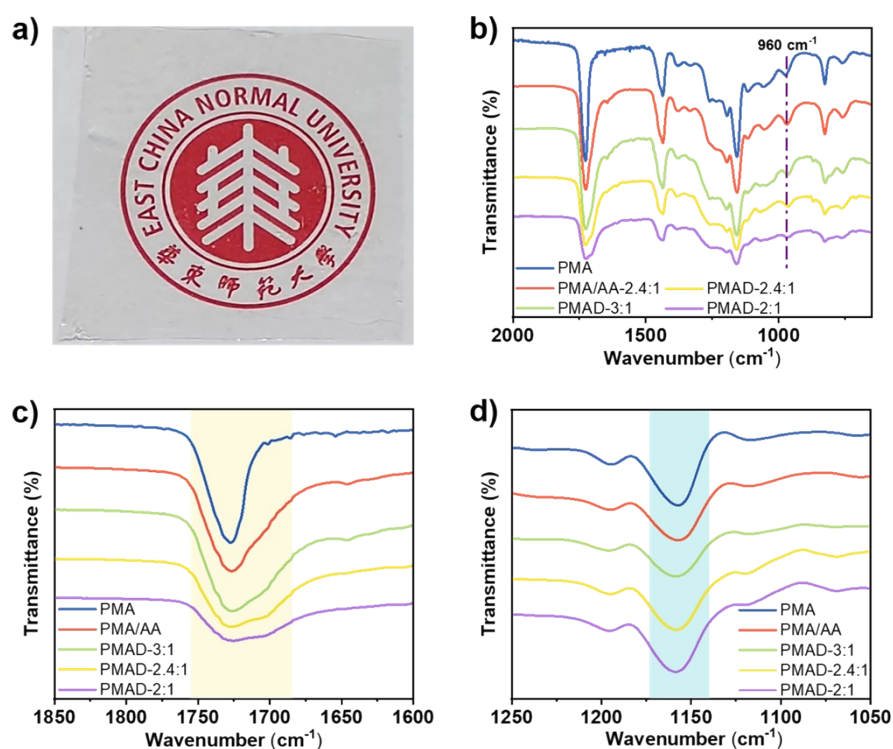 a)
EAST CHINA NORMAL UNIVERSITY
華東師範大學
b)
960 cm⁻¹
Transmittance (%)
PMA
PMA/AA-2.4:1
PMAD-2.4:1
PMAD-3:1
PMAD-2:1
2000
1500
1000
Wavenumber (cm⁻¹)
c)
Transmittance (%)
PMA
PMA/AA
PMAD-3:1
PMAD-2.4:1
PMAD-2:1
1850
1800
1750
1700
1650
1600
Wavenumber (cm⁻¹)
d)
Transmittance (%)
PMA
PMA/AA
PMAD-3:1
PMAD-2.4:1
PMAD-2:1
1250
1200
1150
1100
1050
Wavenumber (cm⁻¹)